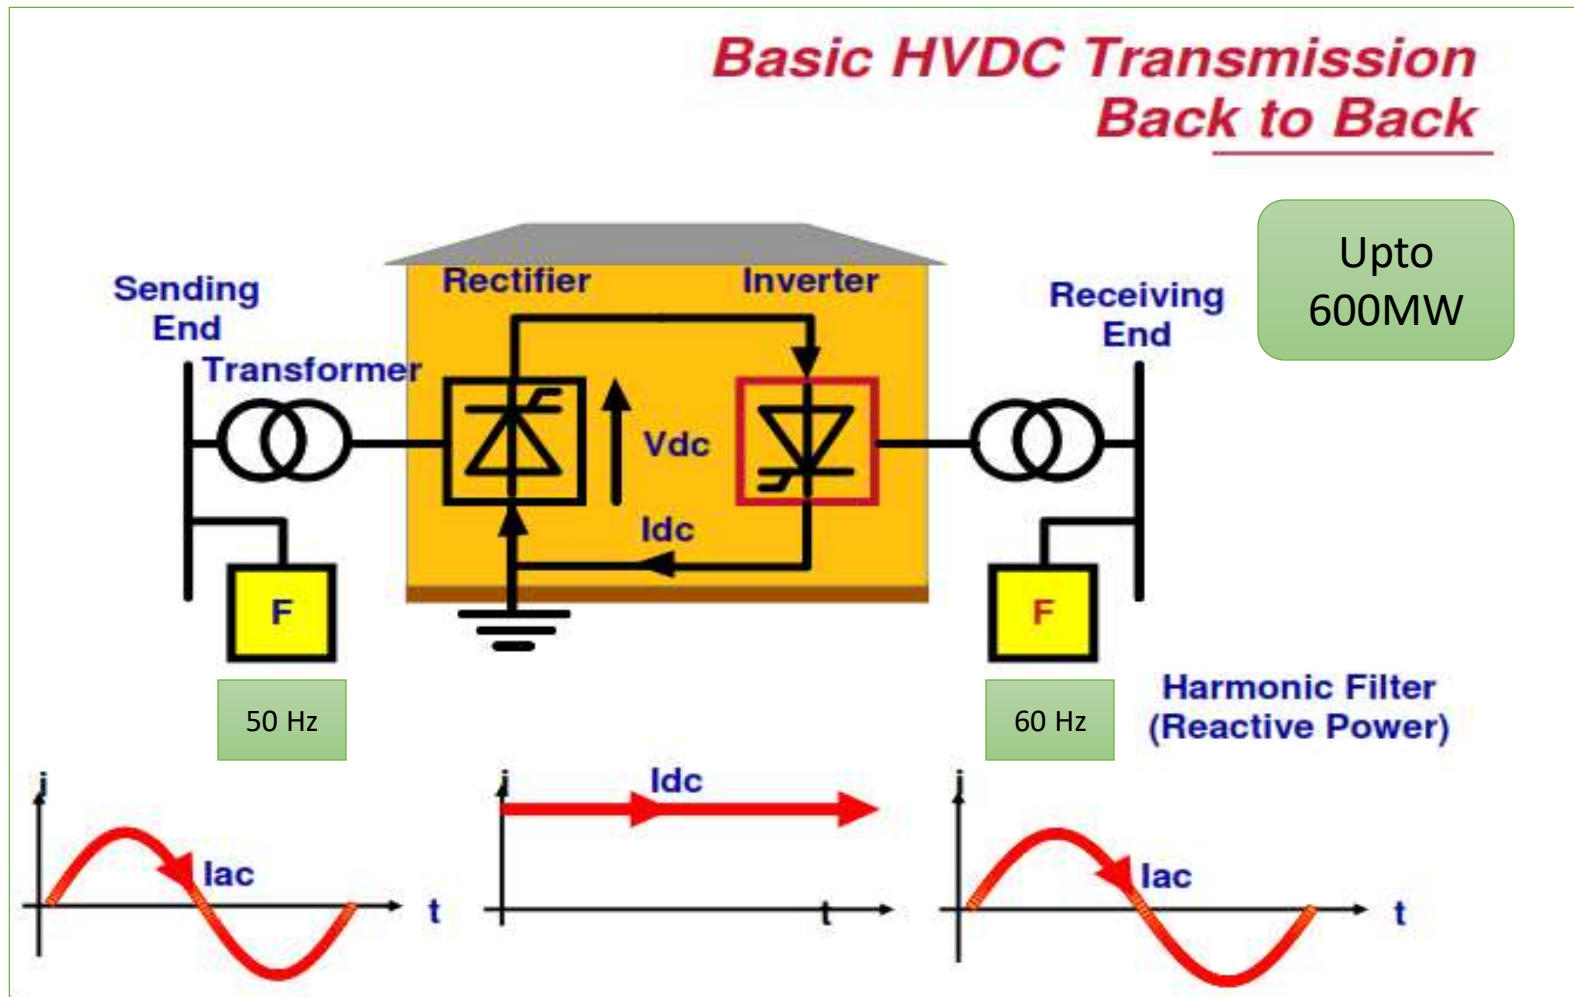 Basic HVDC Transmission
Back to Back
Upto
600MW
Sending
End
Transformer
Rectifier
Inverter
Receiving
End
Vdc
Idc
F
F
50 Hz
60 Hz
Harmonic Filter
(Reactive Power)
i
Iac
t
i
Idc
t
i
Iac
t